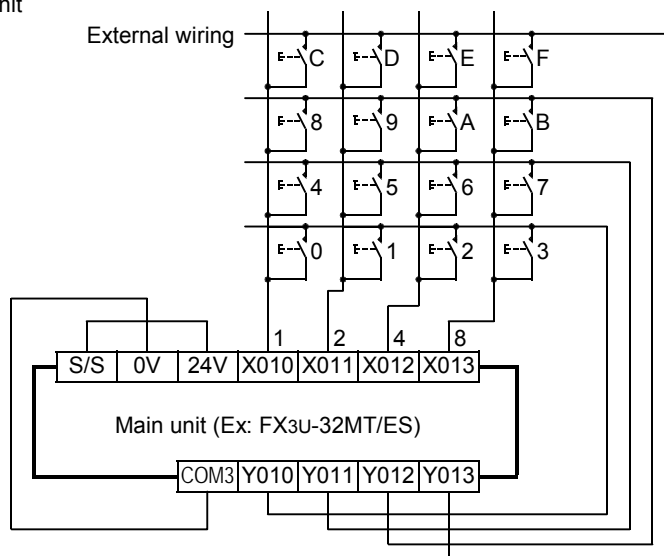 nit
External wiring
C D E F
8 9 A B
4 5 6 7
0 1 2 3
1 2 4 8
S/S 0V 24V X010 X011 X012 X013
Main unit (Ex: FX3U-32MT/ES)
COM3 Y010 Y011 Y012 Y013